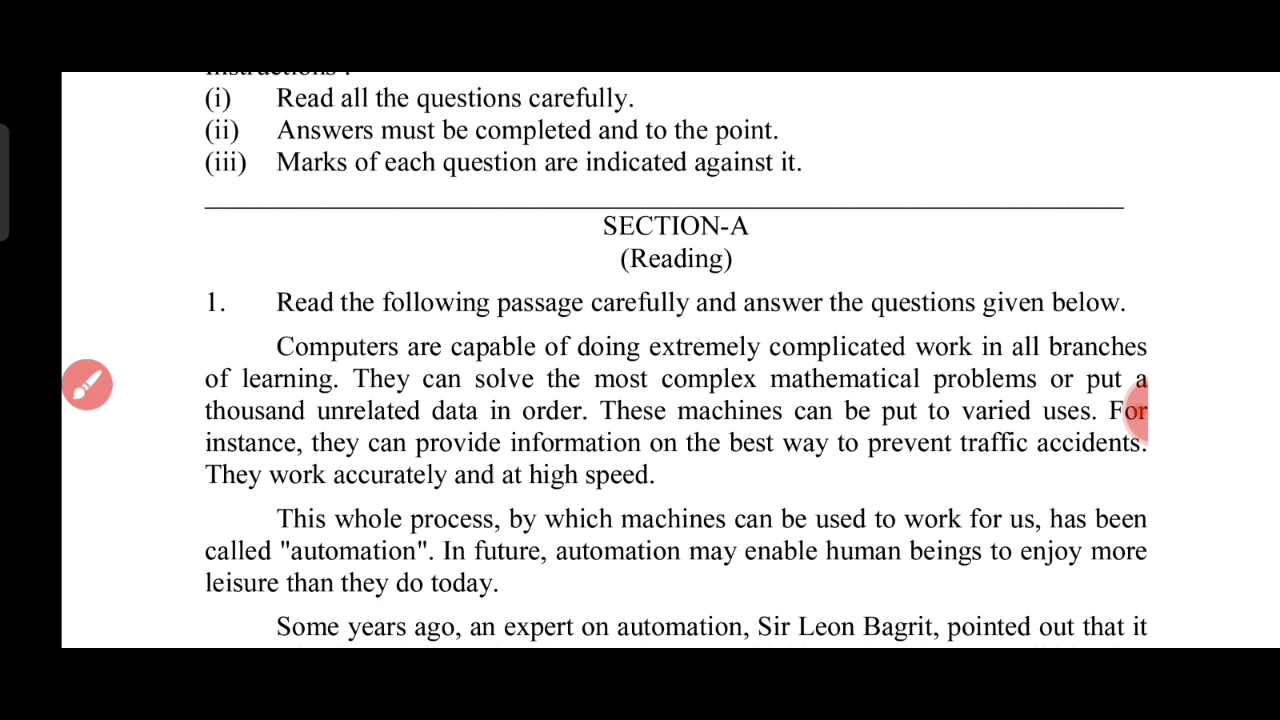 Instructions :
(i) Read all the questions carefully.
(ii) Answers must be completed and to the point.
(iii) Marks of each question are indicated against it.
SECTION-A
(Reading)
1. Read the following passage carefully and answer the questions given below.
Computers are capable of doing extremely complicated work in all branches
of learning. They can solve the most complex mathematical problems or put a
thousand unrelated data in order. These machines can be put to varied uses. For
instance, they can provide information on the best way to prevent traffic accidents.
They work accurately and at high speed.
This whole process, by which machines can be used to work for us, has been
called "automation". In future, automation may enable human beings to enjoy more
leisure than they do today.
Some years ago, an expert on automation, Sir Leon Bagrit, pointed out that it